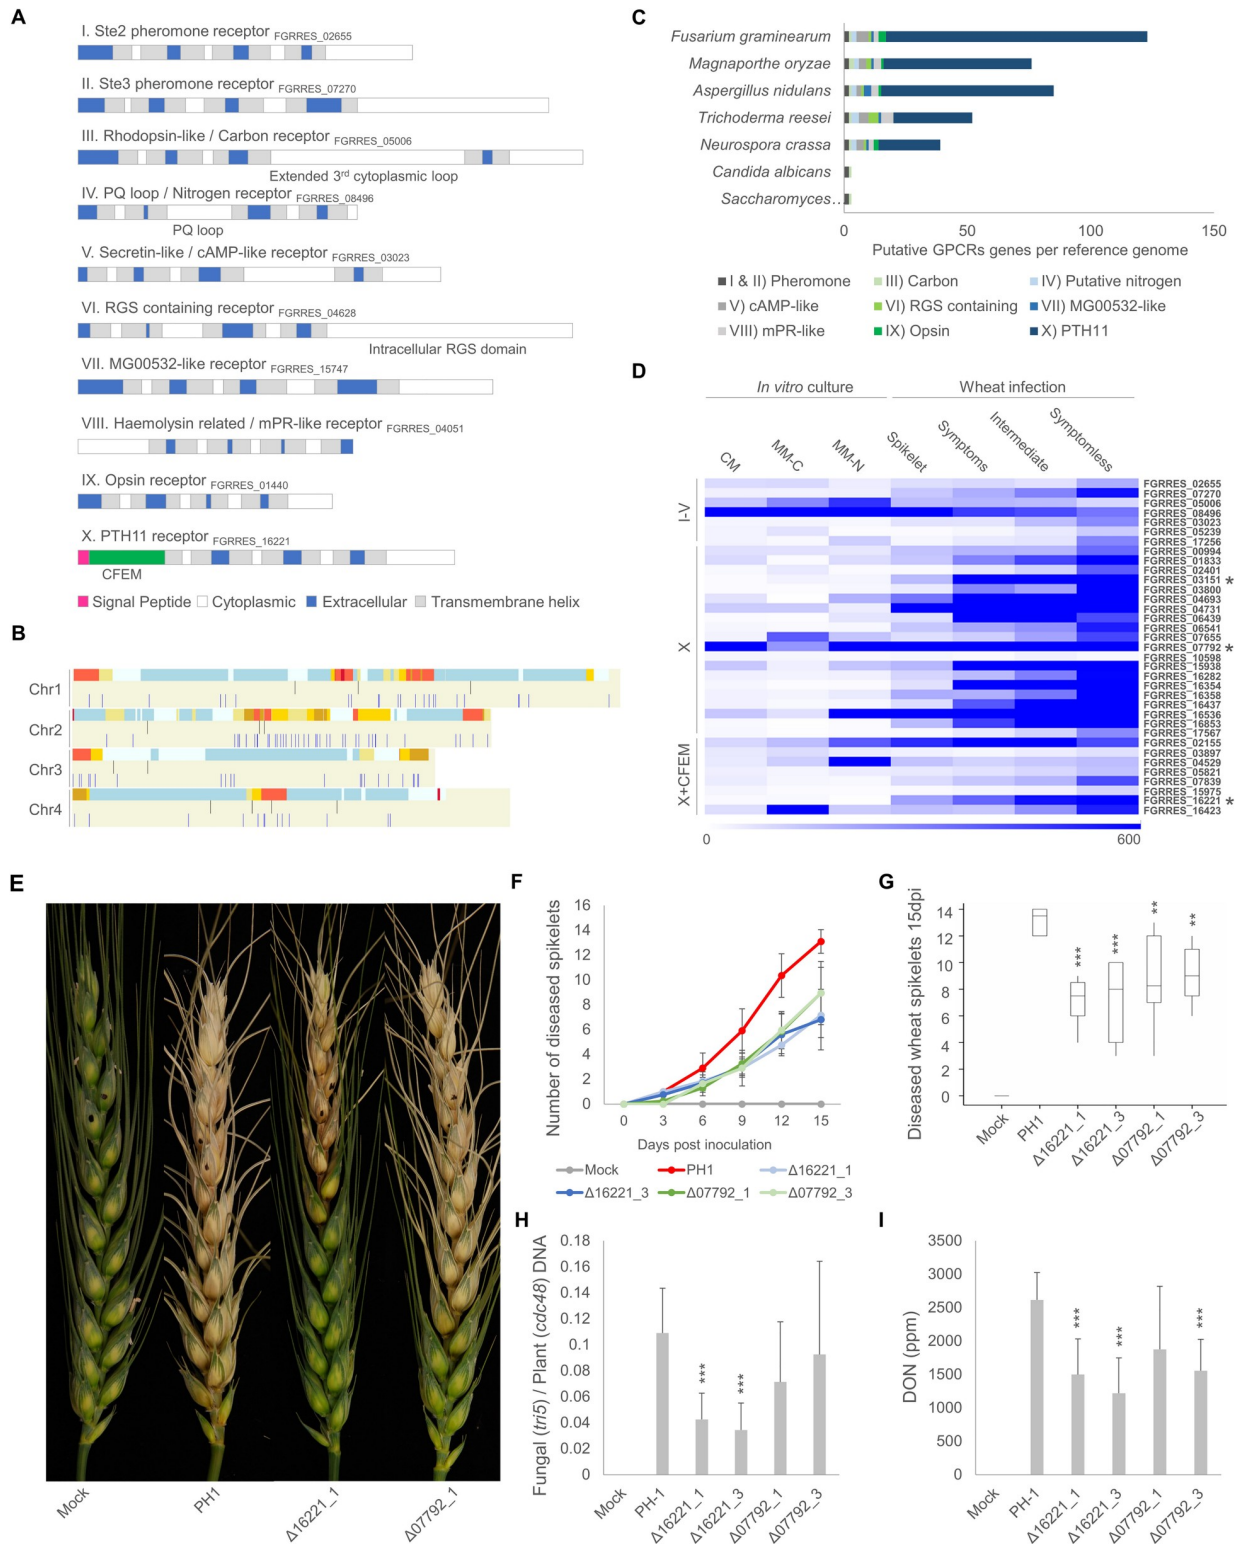 A
I. Ste2 pheromone receptor FGRRES_02655
II. Ste3 pheromone receptor FGRRES_07270
III. Rhodopsin-like / Carbon receptor FGRRES_05006
Extended 3rd cytoplasmic loop
IV. PQ loop / Nitrogen receptor FGRRES_08496
PQ loop
V. Secretin-like / cAMP-like receptor FGRRES_03023
VI. RGS containing receptor FGRRES_04628
Intracellular RGS domain
VII. MG00532-like receptor FGRRES_15747
VIII. Haemolysin related / mPR-like receptor FGRRES_04051
IX. Opsin receptor FGRRES_01440
X. PTH11 receptor FGRRES_16221
CFEM
Signal Peptide Cytoplasmic Extracellular Transmembrane helix
B
Chr1
Chr2
Chr3
Chr4
C
Fusarium graminearum
Magnaporthe oryzae
Aspergillus nidulans
Trichoderma reesei
Neurospora crassa
Candida albicans
Saccharomyces…
0 50 100 150
Putative GPCRs genes per reference genome
I & II) Pheromone III) Carbon IV) Putative nitrogen
V) cAMP-like VI) RGS containing VII) MG00532-like
VIII) mPR-like IX) Opsin X) PTH11
D
In vitro culture Wheat infection
CM MM-C MM-N Spikelet Symptoms Intermediate Symptomless
I-V
X
X+CFEM
FGRRES_02655
FGRRES_07270
FGRRES_05006
FGRRES_08496
FGRRES_03023
FGRRES_05239
FGRRES_17256
FGRRES_00994
FGRRES_01833
FGRRES_02401
FGRRES_03151 *
FGRRES_03800
FGRRES_04693
FGRRES_04731
FGRRES_06439
FGRRES_06541
FGRRES_07655
FGRRES_07792 *
FGRRES_10598
FGRRES_15938
FGRRES_16282
FGRRES_16354
FGRRES_16358
FGRRES_16437
FGRRES_16536
FGRRES_16853
FGRRES_17567
FGRRES_02155
FGRRES_03897
FGRRES_04529
FGRRES_05821
FGRRES_07839
FGRRES_15975
FGRRES_16221 *
FGRRES_16423
0 600
E
Mock PH1 Δ16221_1 Δ07792_1
F
Number of diseased spikelets
16
14
12
10
8
6
4
2
0
0 3 6 9 12 15
Days post inoculation
Mock PH1 Δ16221_1
Δ16221_3 Δ07792_1 Δ07792_3
G
Diseased wheat spikelets 15dpi
14
12
10
8
6
4
2
0
*** *** ** **
Mock PH1 Δ16221_1 Δ16221_3 Δ07792_1 Δ07792_3
H
Fungal (tri5) / Plant (cdc48) DNA
0.18
0.16
0.14
0.12
0.1
0.08
0.06
0.04
0.02
0
*** ***
Mock PH-1 Δ16221_1 Δ16221_3 Δ07792_1 Δ07792_3
I
DON (ppm)
3500
3000
2500
2000
1500
1000
500
0
*** *** ***
Mock PH-1 Δ16221_1 Δ16221_3 Δ07792_1 Δ07792_3